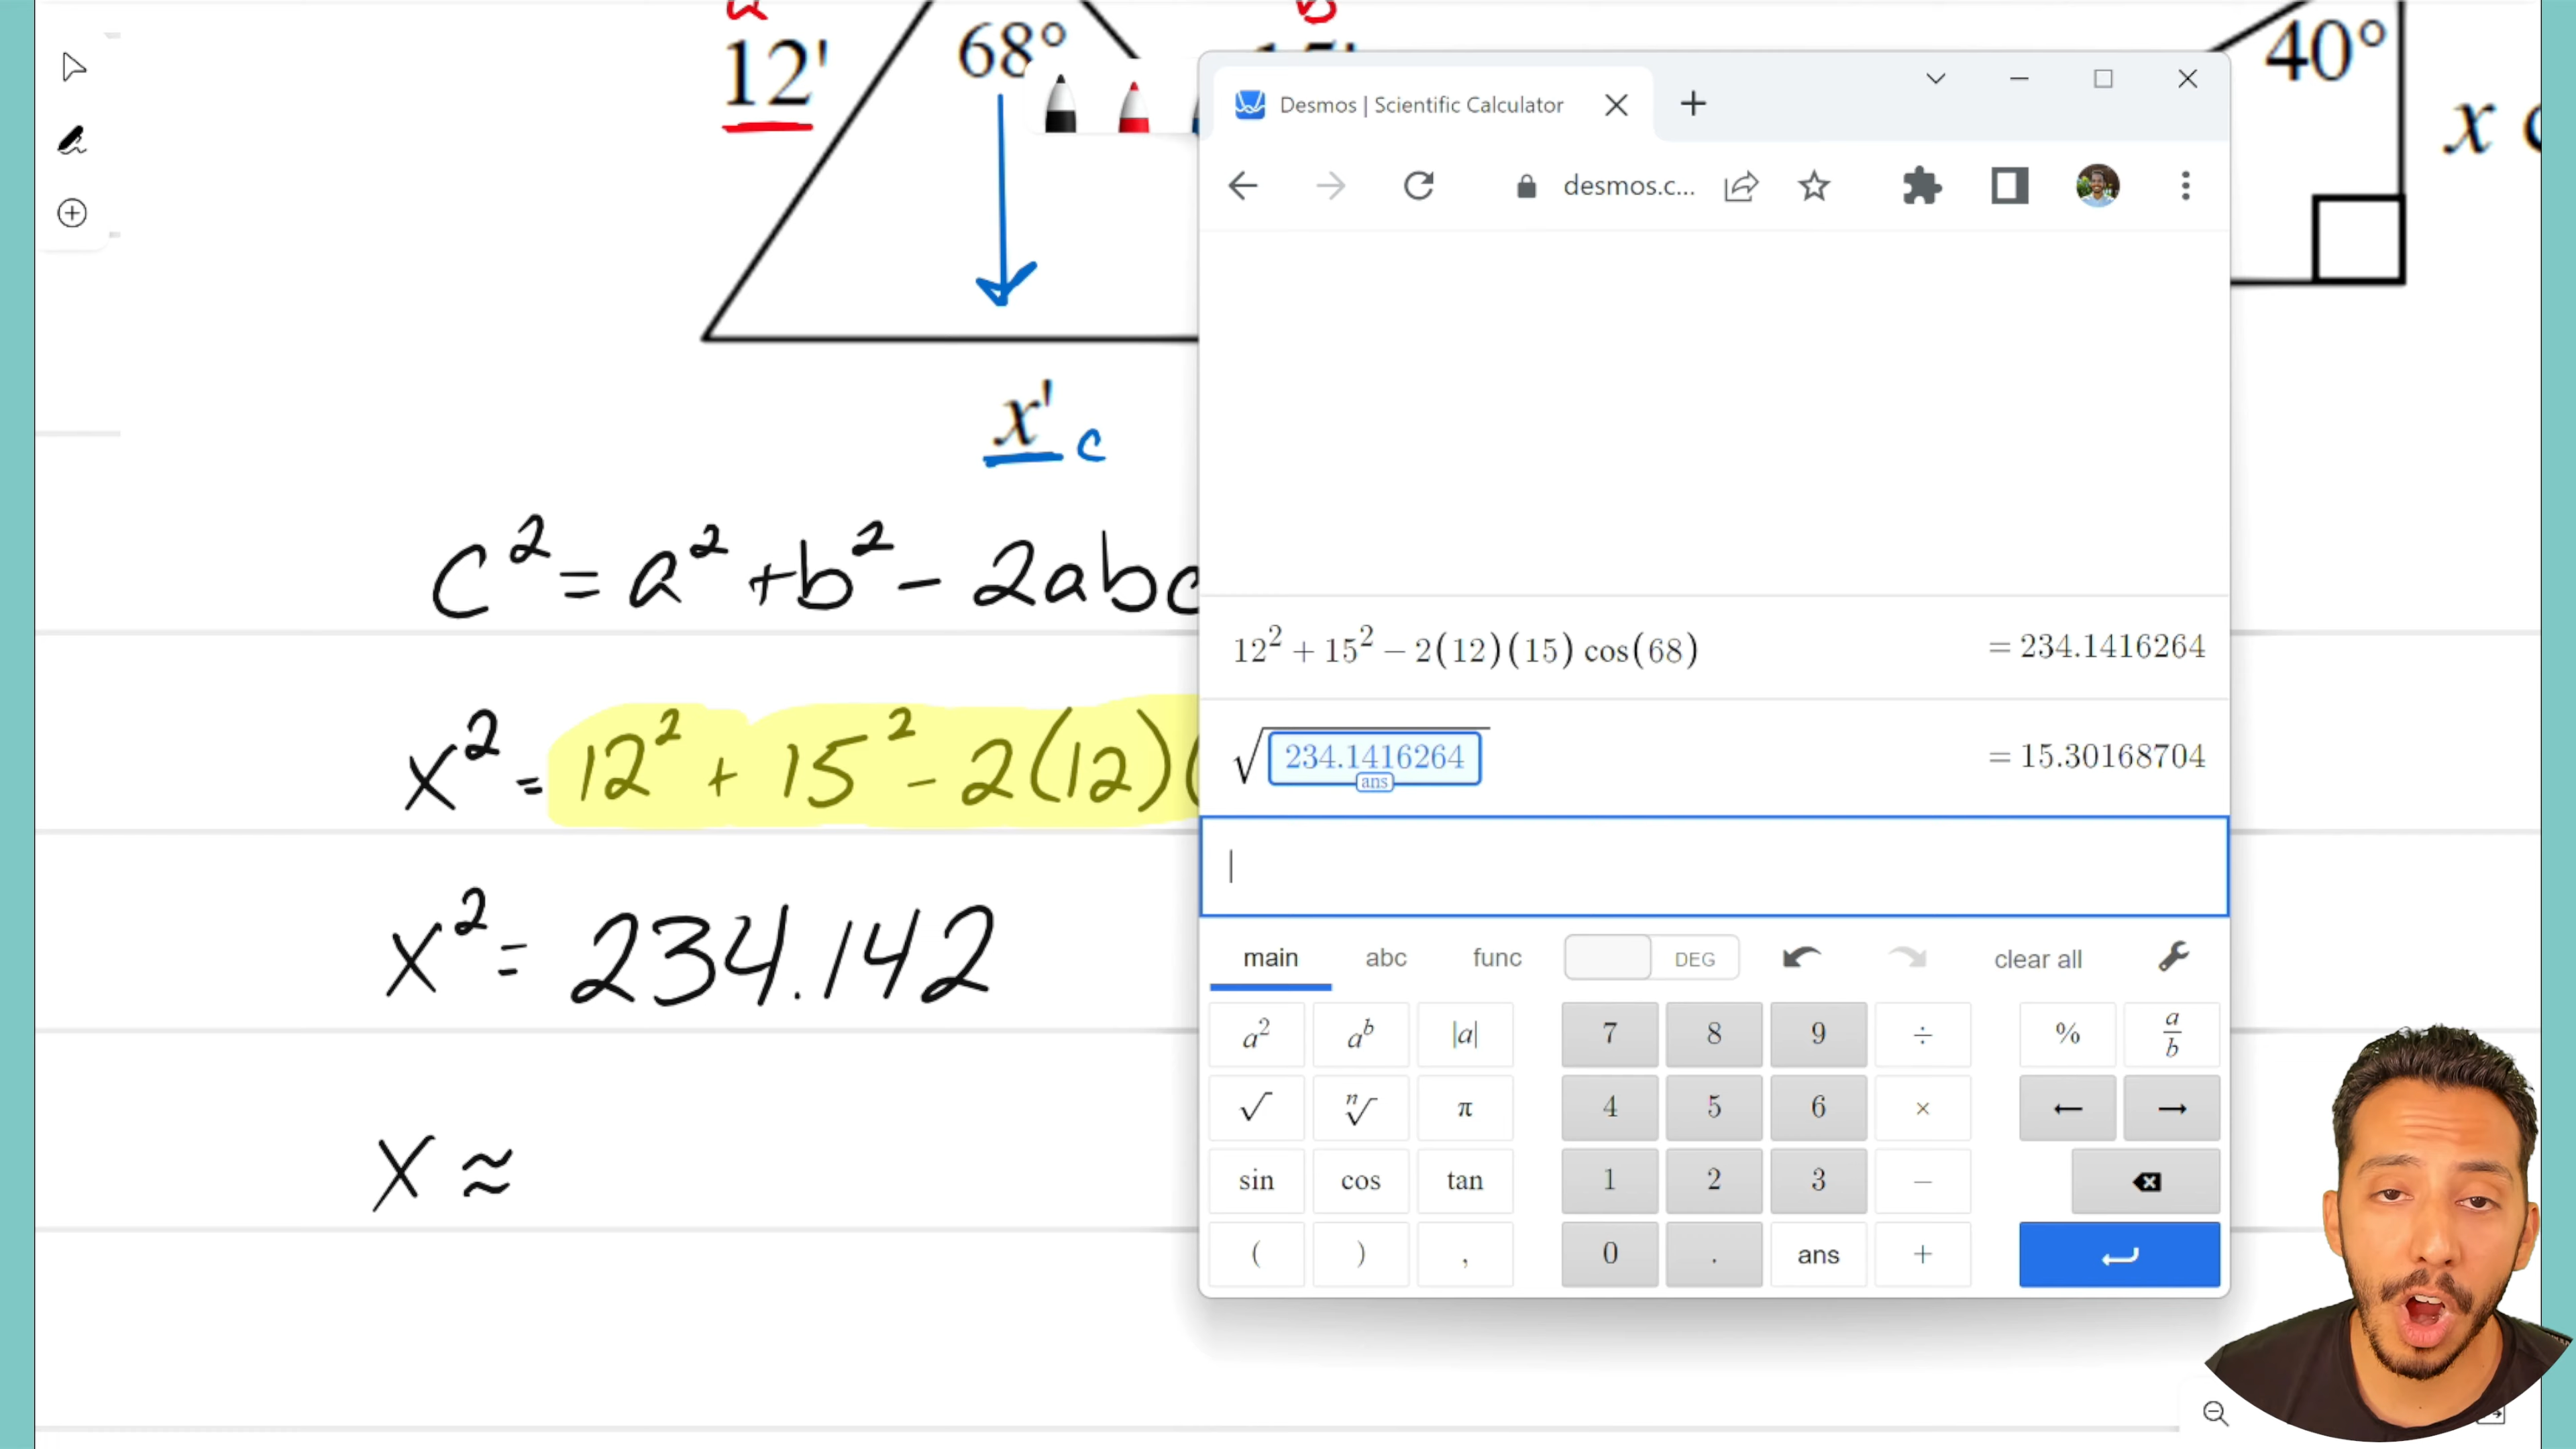 12'
68°
40°
x'
c
x
c² = a² + b² - 2abc
x² = 12² + 15² - 2(12)(
x² = 234.142
x ≈
Desmos | Scientific Calculator
desmos.c...
12² + 15² − 2(12)(15) cos(68)
= 234.1416264
√234.1416264
ans
= 15.30168704
main abc func DEG clear all
a² aᵇ |a| 7 8 9 ÷ % a/b
√ ⁿ√ π 4 5 6 × ← →
sin cos tan 1 2 3 −
( ) , 0 . ans +